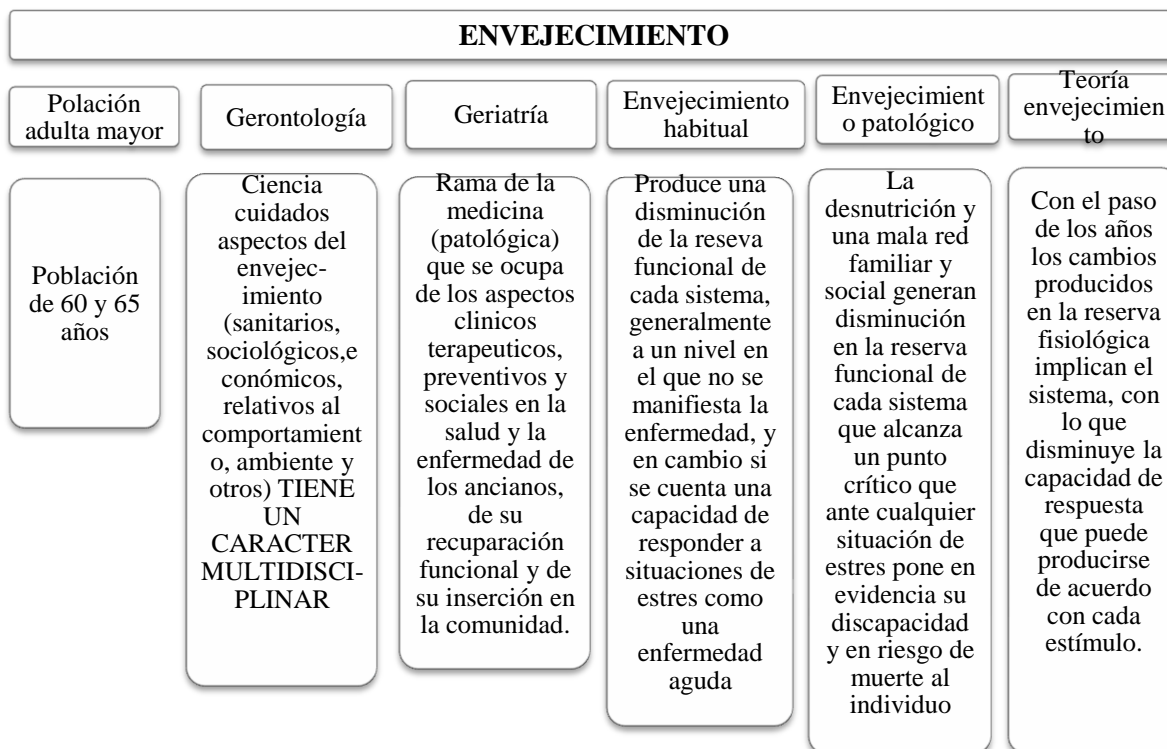 ENVEJECIMIENTO
Polación
adulta mayor
Gerontología
Geriatría
Envejecimiento
habitual
Envejecimient
o patológico
Teoría
envejecimien
to
Población
de 60 y 65
años
Ciencia
cuidados
aspectos del
envejec-
imiento
(sanitarios,
sociológicos,e
conómicos,
relativos al
comportamient
o, ambiente y
otros) TIENE
UN
CARACTER
MULTIDISCI-
PLINAR
Rama de la
medicina
(patológica)
que se ocupa
de los aspectos
clinicos
terapeuticos,
preventivos y
sociales en la
salud y la
enfermedad de
los ancianos,
de su
recuparación
funcional y de
su inserción en
la comunidad.
Produce una
disminución
de la reseva
funcional de
cada sistema,
generalmente
a un nivel en
el que no se
manifiesta la
enfermedad, y
en cambio si
se cuenta una
capacidad de
responder a
situaciones de
estres como
una
enfermedad
aguda
La
desnutrición y
una mala red
familiar y
social generan
disminución
en la reserva
funcional de
cada sistema
que alcanza
un punto
crítico que
ante cualquier
situación de
estres pone en
evidencia su
discapacidad
y en riesgo de
muerte al
individuo
Con el paso
de los años
los cambios
producidos
en la reserva
fisiológica
implican el
sistema, con
lo que
disminuye la
capacidad de
respuesta
que puede
producirse
de acuerdo
con cada
estímulo.